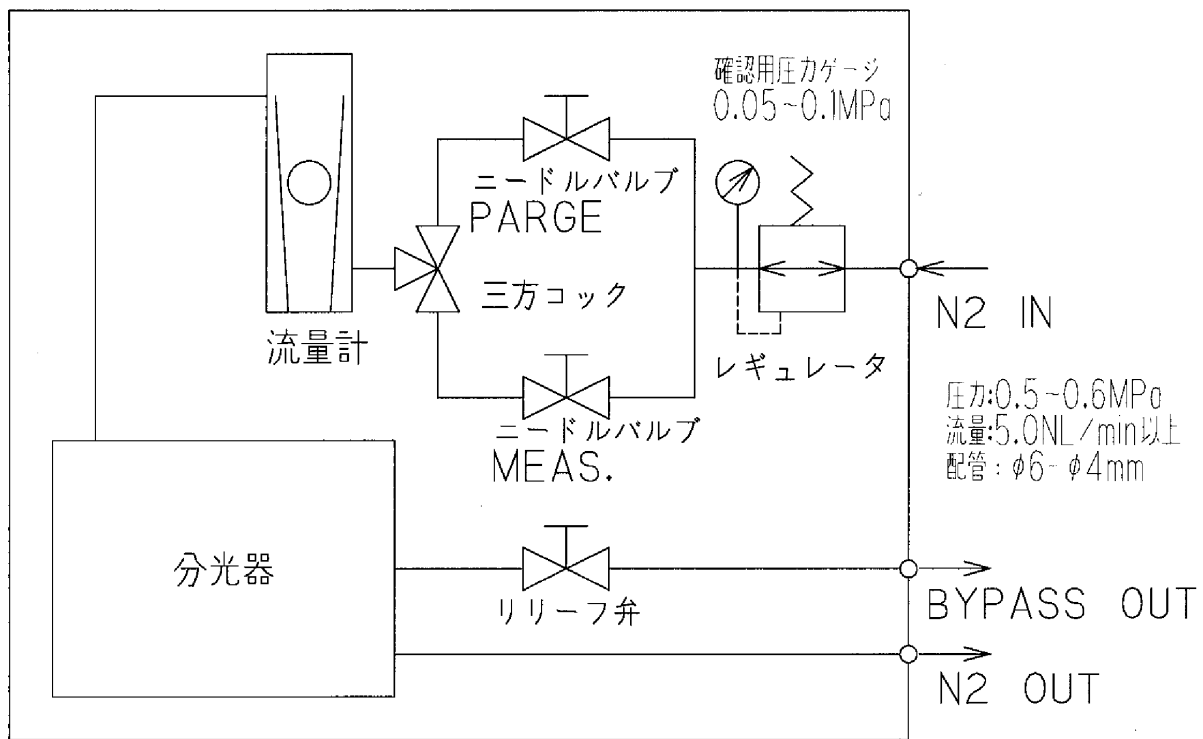 確認用圧力ゲージ
0.05~0.1MPa
ニードルバルブ
PARGE
三方コック
流量計
レギュレータ
N2 IN
圧力:0.5~0.6MPa
流量:5.0NL/min以上
配管:φ6-φ4mm
ニードルバルブ
MEAS.
分光器
リリーフ弁
BYPASS OUT
N2 OUT